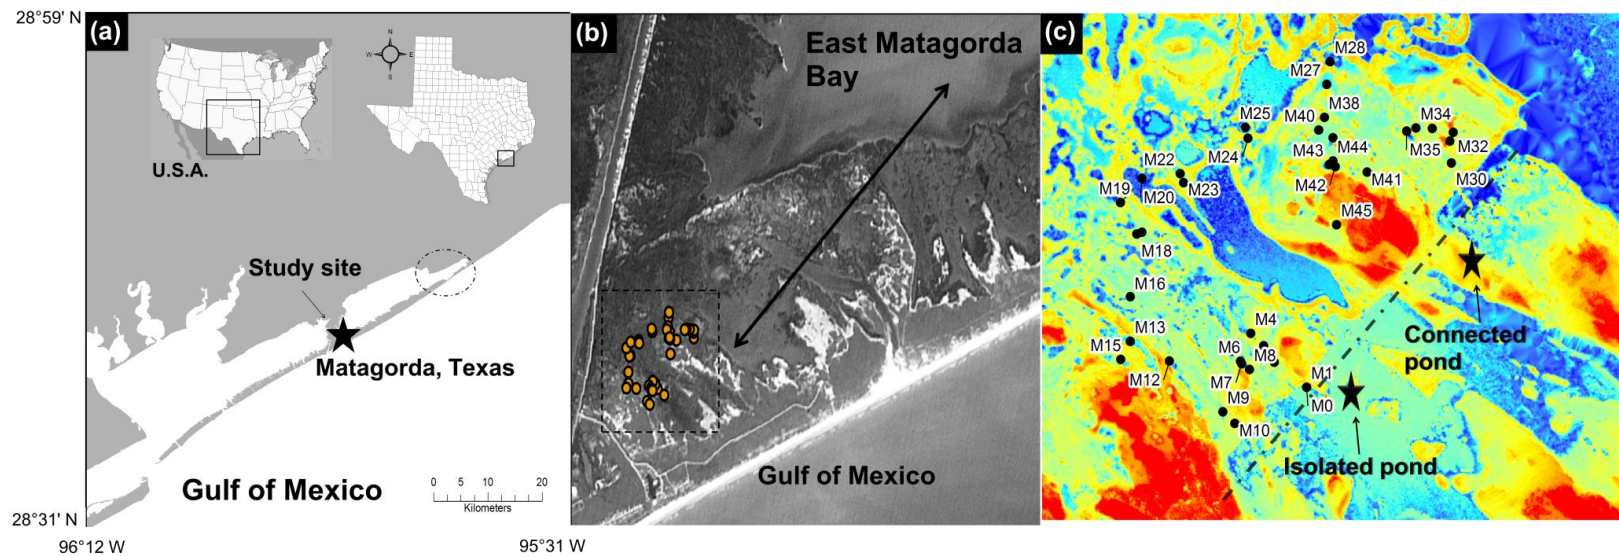 28°59' N
(a)
N
W
E
S
U.S.A.
Study site
Matagorda, Texas
Gulf of Mexico
0
5
10
20
Kilometers
28°31' N
96°12 W
95°31 W
(b)
East Matagorda
Bay
Gulf of Mexico
(c)
M28
M27
M38
M25
M40
M34
M44
M43
M35
M32
M24
M22
M42
M41
M30
M19
M20
M23
M45
M18
M16
M4
M13
M15
M6
M8
M12
M7
M1
M9
M0
M10
Connected
pond
Isolated pond